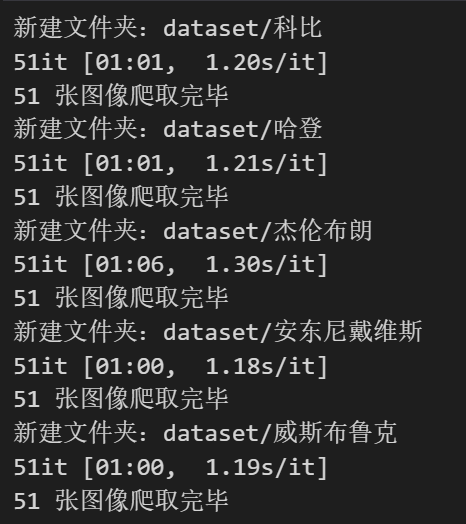 新建文件夹：dataset/科比
51it [01:01,  1.20s/it]
51 张图像爬取完毕
新建文件夹：dataset/哈登
51it [01:01,  1.21s/it]
51 张图像爬取完毕
新建文件夹：dataset/杰伦布朗
51it [01:06,  1.30s/it]
51 张图像爬取完毕
新建文件夹：dataset/安东尼戴维斯
51it [01:00,  1.18s/it]
51 张图像爬取完毕
新建文件夹：dataset/威斯布鲁克
51it [01:00,  1.19s/it]
51 张图像爬取完毕